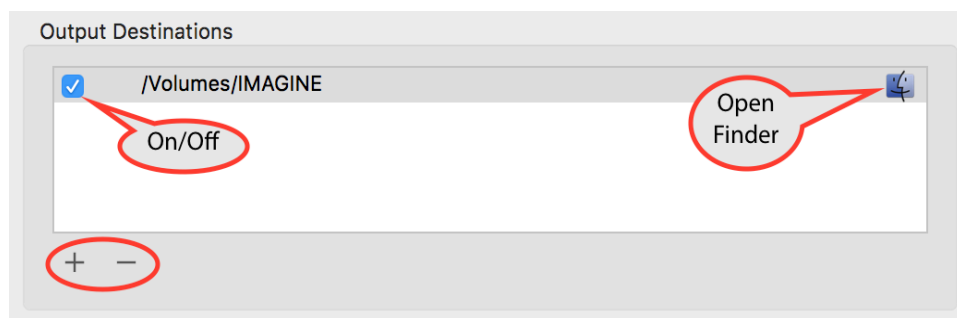 Output Destinations
/Volumes/IMAGINE
Open
Finder
On/Off
+ −